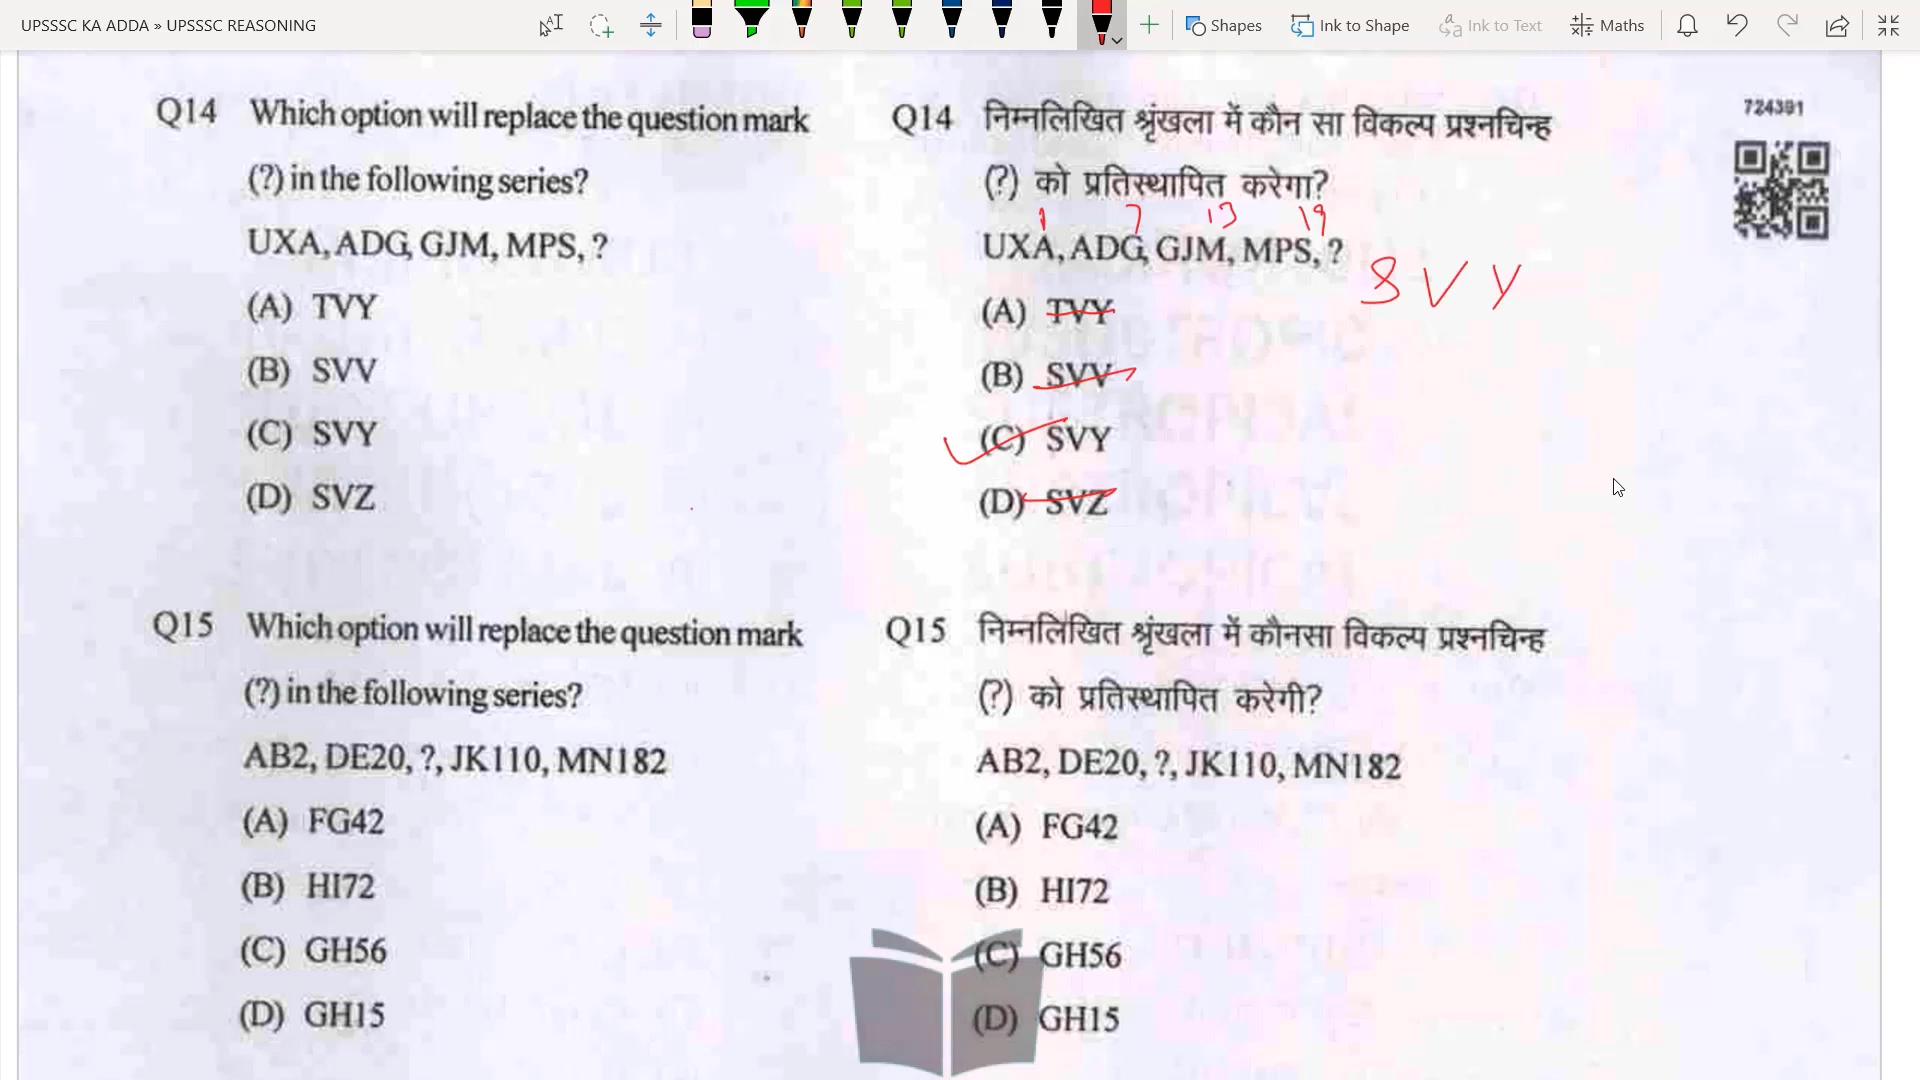 UPSSSC KA ADDA » UPSSSC REASONING
Shapes
Ink to Shape
Ink to Text
Maths
Q14 Which option will replace the question mark
(?) in the following series?
UXA, ADG, GJM, MPS, ?
(A) TVY
(B) SVV
(C) SVY
(D) SVZ
Q15 Which option will replace the question mark
(?) in the following series?
AB2, DE20, ?, JK110, MN182
(A) FG42
(B) HI72
(C) GH56
(D) GH15
Q14 निम्नलिखित श्रृंखला में कौन सा विकल्प प्रश्नचिन्ह
(?) को प्रतिस्थापित करेगा?
1 7 13 19
UXA, ADG, GJM, MPS, ?
S V Y
(A) TVY
(B) SVV
(C) SVY
(D) SVZ
Q15 निम्नलिखित श्रृंखला में कौनसा विकल्प प्रश्नचिन्ह
(?) को प्रतिस्थापित करेगी?
AB2, DE20, ?, JK110, MN182
(A) FG42
(B) HI72
(C) GH56
(D) GH15
724391